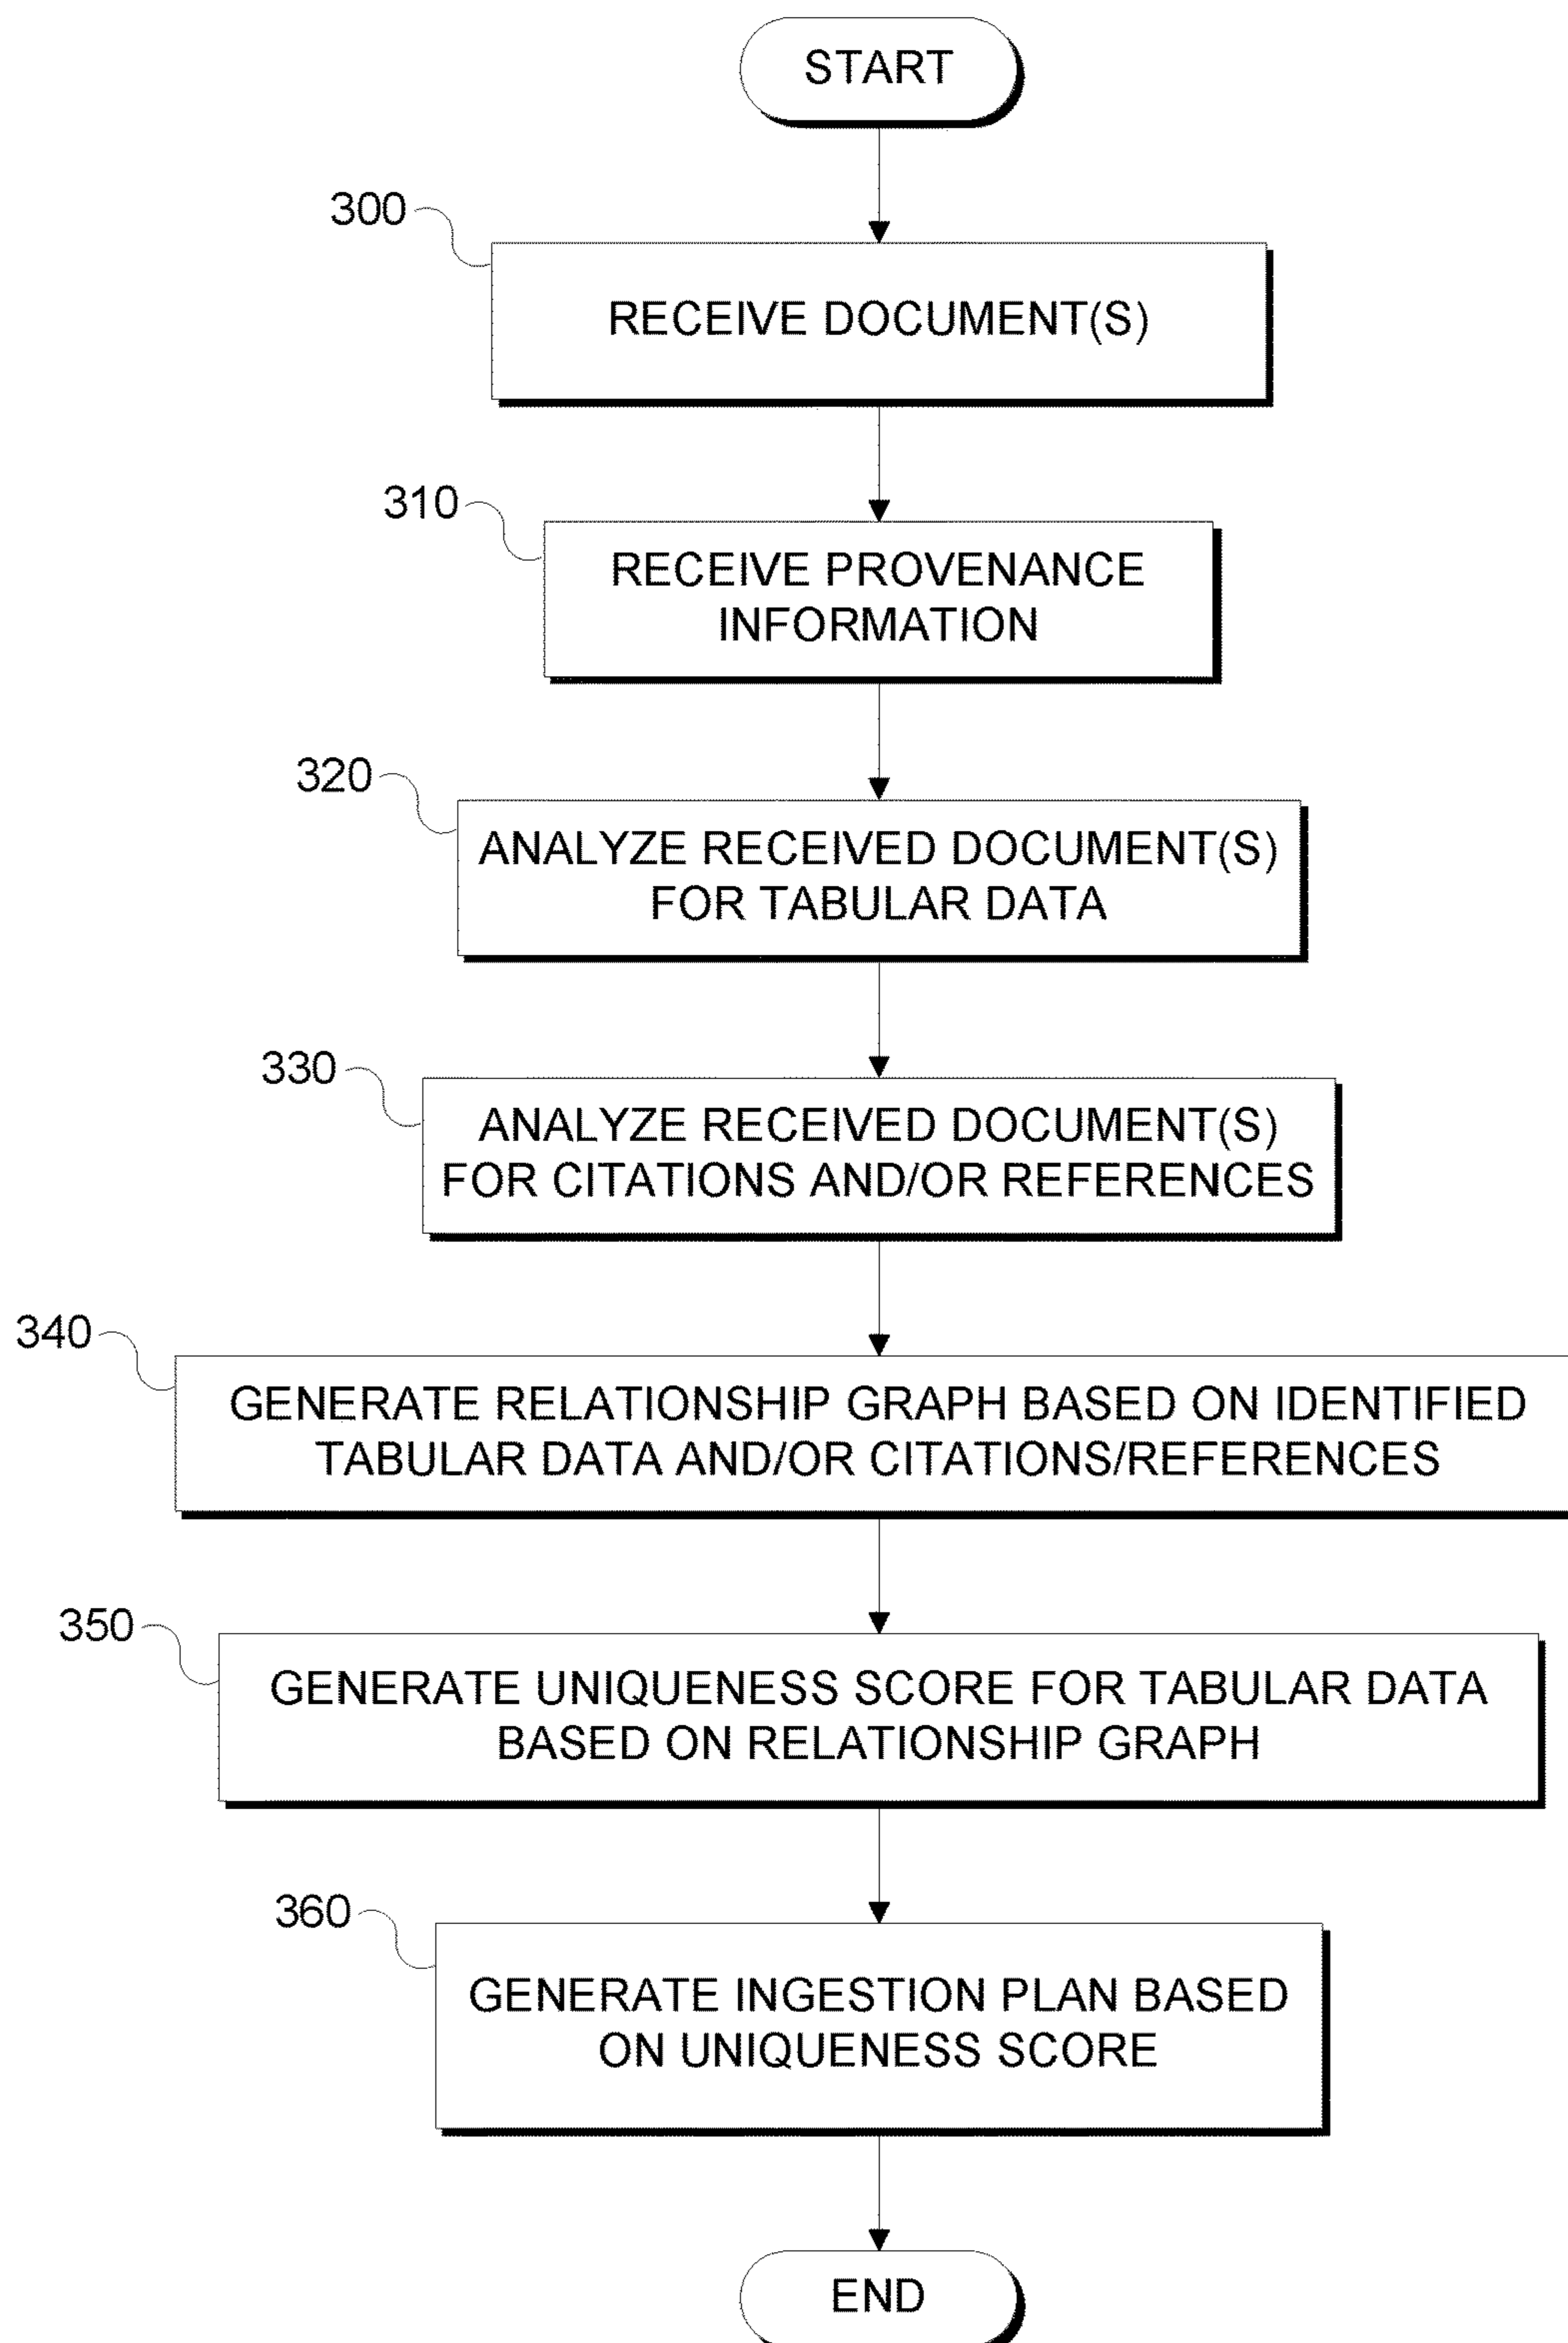 START
300
RECEIVE DOCUMENT(S)
310
RECEIVE PROVENANCE
INFORMATION
320
ANALYZE RECEIVED DOCUMENT(S)
FOR TABULAR DATA
330
ANALYZE RECEIVED DOCUMENT(S)
FOR CITATIONS AND/OR REFERENCES
340
GENERATE RELATIONSHIP GRAPH BASED ON IDENTIFIED
TABULAR DATA AND/OR CITATIONS/REFERENCES
350
GENERATE UNIQUENESS SCORE FOR TABULAR DATA
BASED ON RELATIONSHIP GRAPH
360
GENERATE INGESTION PLAN BASED
ON UNIQUENESS SCORE
END